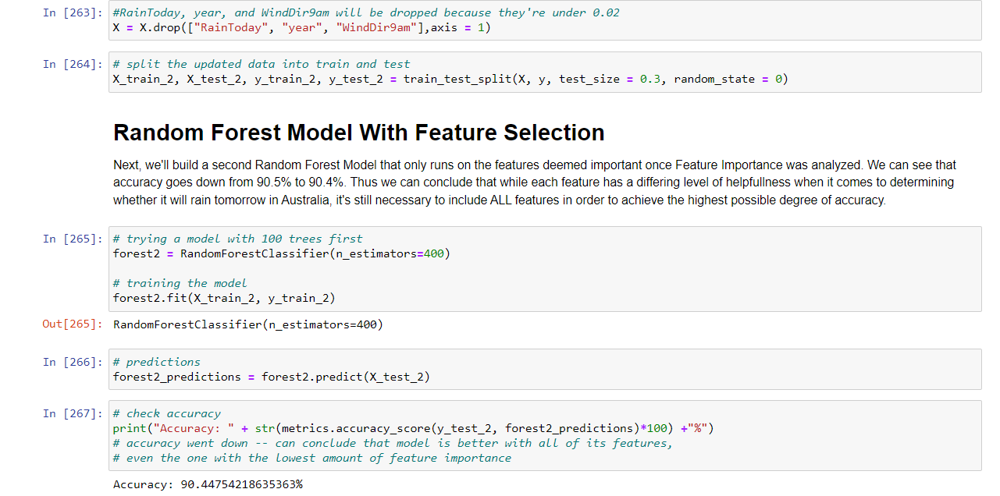 In [263]: #RainToday, year, and WindDir9am will be dropped because they're under 0.02
X = X.drop(["RainToday", "year", "WindDir9am"],axis = 1)
In [264]: # split the updated data into train and test
X_train_2, X_test_2, y_train_2, y_test_2 = train_test_split(X, y, test_size = 0.3, random_state = 0)
Random Forest Model With Feature Selection
Next, we'll build a second Random Forest Model that only runs on the features deemed important once Feature Importance was analyzed. We can see that
accuracy goes down from 90.5% to 90.4%. Thus we can conclude that while each feature has a differing level of helpfullness when it comes to determining
whether it will rain tomorrow in Australia, it's still necessary to include ALL features in order to achieve the highest possible degree of accuracy.
In [265]: # trying a model with 100 trees first
forest2 = RandomForestClassifier(n_estimators=400)
# training the model
forest2.fit(X_train_2, y_train_2)
Out[265]: RandomForestClassifier(n_estimators=400)
In [266]: # predictions
forest2_predictions = forest2.predict(X_test_2)
In [267]: # check accuracy
print("Accuracy: " + str(metrics.accuracy_score(y_test_2, forest2_predictions)*100) +"%")
# accuracy went down -- can conclude that model is better with all of its features,
# even the one with the lowest amount of feature importance
Accuracy: 90.44754218635363%